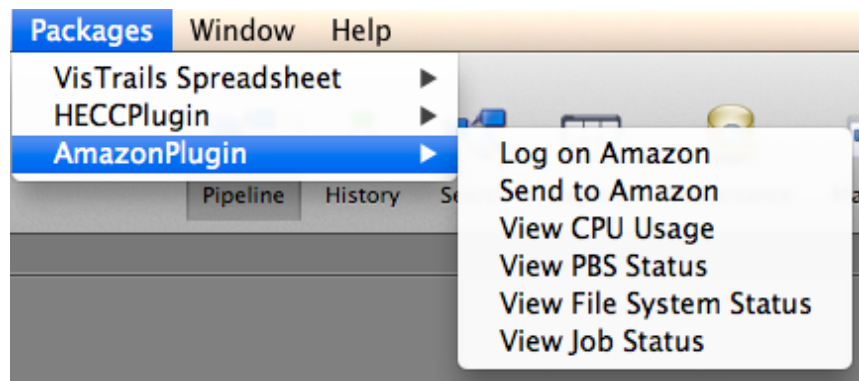 Packages Window Help
VisTrails Spreadsheet
HECCPlugin
AmazonPlugin
Log on Amazon
Send to Amazon
View CPU Usage
View PBS Status
View File System Status
View Job Status
Pipeline History